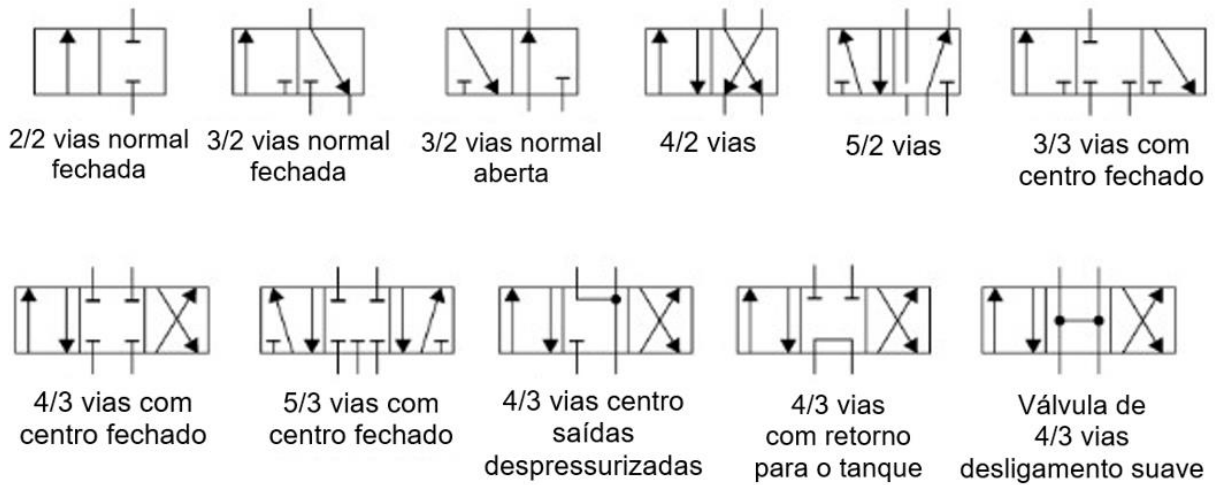 2/2 vias normal
fechada
3/2 vias normal
fechada
3/2 vias normal
aberta
4/2 vias
5/2 vias
3/3 vias com
centro fechado
4/3 vias com
centro fechado
5/3 vias com
centro fechado
4/3 vias centro
saídas
despressurizadas
4/3 vias
com retorno
para o tanque
Válvula de
4/3 vias
desligamento suave